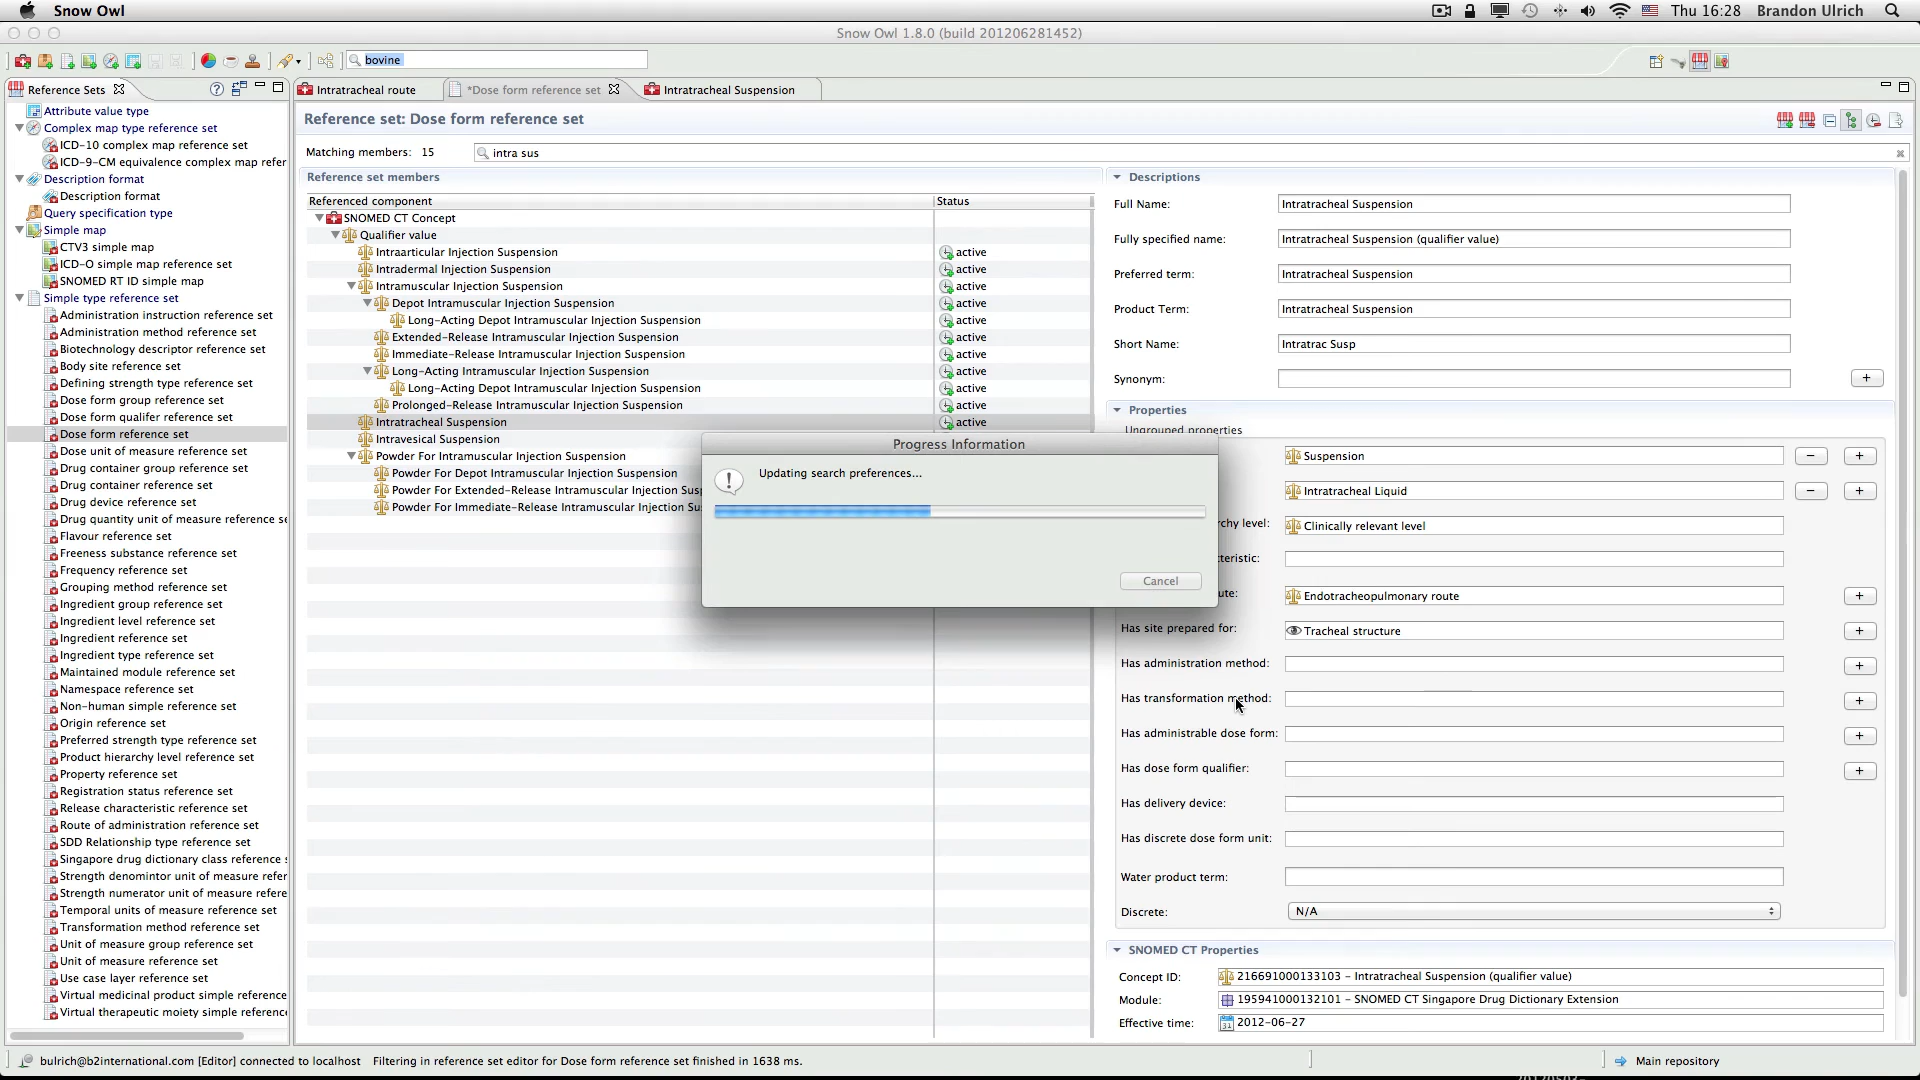 Snow Owl
Thu 16:28 Brandon Ulrich
Snow Owl 1.8.0 (build 201206281452)
bovine
Reference Sets
Intratracheal route
*Dose form reference set
Intratracheal Suspension
Attribute value type
Complex map type reference set
ICD-10 complex map reference set
ICD-9-CM equivalence complex map refer
Description format
Description format
Query specification type
Simple map
CTV3 simple map
ICD-O simple map reference set
SNOMED RT ID simple map
Simple type reference set
Administration instruction reference set
Administration method reference set
Biotechnology descriptor reference set
Body site reference set
Defining strength type reference set
Dose form group reference set
Dose form qualifer reference set
Dose form reference set
Dose unit of measure reference set
Drug container group reference set
Drug container reference set
Drug device reference set
Drug quantity unit of measure reference se
Flavour reference set
Freeness substance reference set
Frequency reference set
Grouping method reference set
Ingredient group reference set
Ingredient level reference set
Ingredient reference set
Ingredient type reference set
Maintained module reference set
Namespace reference set
Non-human simple reference set
Origin reference set
Preferred strength type reference set
Product hierarchy level reference set
Property reference set
Registration status reference set
Release characteristic reference set
Route of administration reference set
SDD Relationship type reference set
Singapore drug dictionary class reference s
Strength denomintor unit of measure refer
Strength numerator unit of measure refere
Temporal units of measure reference set
Transformation method reference set
Unit of measure group reference set
Unit of measure reference set
Use case layer reference set
Virtual medicinal product simple reference
Virtual therapeutic moiety simple reference
Reference set: Dose form reference set
Matching members: 15
intra sus
Reference set members
Referenced component Status
SNOMED CT Concept
Qualifier value
Intraarticular Injection Suspension active
Intradermal Injection Suspension active
Intramuscular Injection Suspension active
Depot Intramuscular Injection Suspension active
Long-Acting Depot Intramuscular Injection Suspension active
Extended-Release Intramuscular Injection Suspension active
Immediate-Release Intramuscular Injection Suspension active
Long-Acting Intramuscular Injection Suspension active
Long-Acting Depot Intramuscular Injection Suspension active
Prolonged-Release Intramuscular Injection Suspension active
Intratracheal Suspension active
Intravesical Suspension
Powder For Intramuscular Injection Suspension
Powder For Depot Intramuscular Injection Suspension
Powder For Extended-Release Intramuscular Injection Susp
Powder For Immediate-Release Intramuscular Injection Su
Progress Information
Updating search preferences...
Cancel
Descriptions
Full Name: Intratracheal Suspension
Fully specified name: Intratracheal Suspension (qualifier value)
Preferred term: Intratracheal Suspension
Product Term: Intratracheal Suspension
Short Name: Intratrac Susp
Synonym:
Properties
Ungrouped properties
Suspension
Intratracheal Liquid
rchy level: Clinically relevant level
cteristic:
ute: Endotracheopulmonary route
Has site prepared for: Tracheal structure
Has administration method:
Has transformation method:
Has administrable dose form:
Has dose form qualifier:
Has delivery device:
Has discrete dose form unit:
Water product term:
Discrete: N/A
SNOMED CT Properties
Concept ID: 216691000133103 - Intratracheal Suspension (qualifier value)
Module: 195941000132101 - SNOMED CT Singapore Drug Dictionary Extension
Effective time: 2012-06-27
bulrich@b2international.com [Editor] connected to localhost Filtering in reference set editor for Dose form reference set finished in 1638 ms.
Main repository